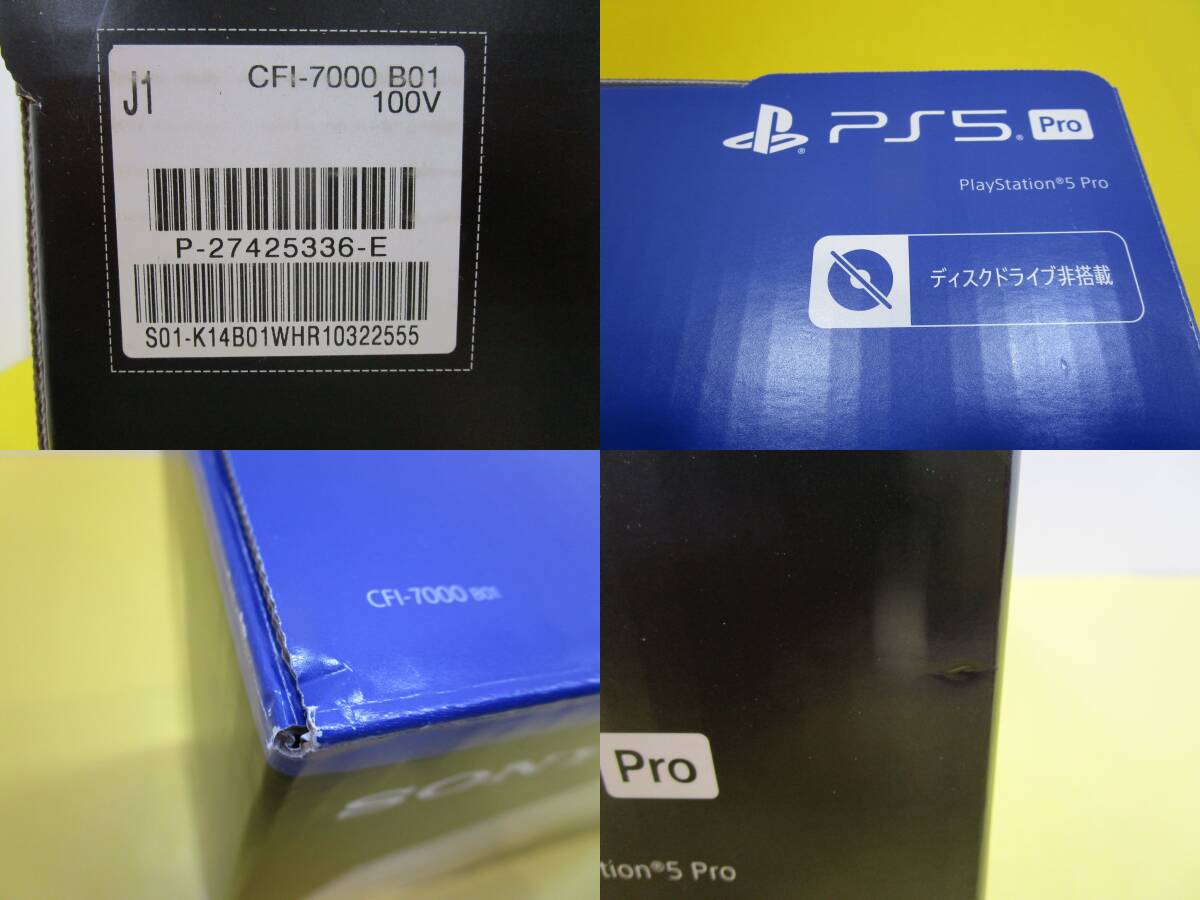 J1
CFI-7000 B01
100V
P-27425336-E
S01-K14B01WHR10322555
PS5 Pro
PlayStation®5 Pro
ディスクドライブ非搭載
CFI-7000 B01
SONY
Pro
tion®5 Pro